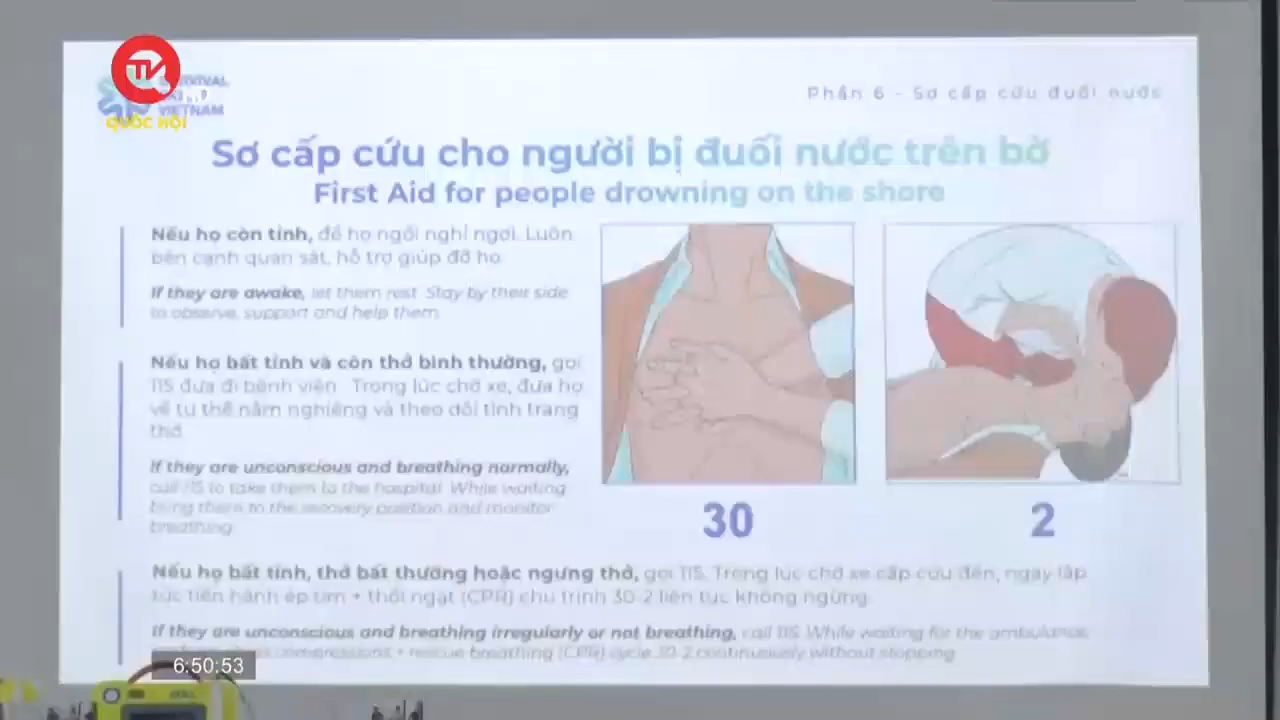 SURVIVAL
VIETNAM
QUỐC HỘI
Phần 6 - Sơ cấp cứu đuối nước
Sơ cấp cứu cho người bị đuối nước trên bờ
First Aid for people drowning on the shore
Nếu họ còn tỉnh, để họ ngồi nghỉ ngơi. Luôn
bên cạnh quan sát, hỗ trợ giúp đỡ họ.
If they are awake, let them rest. Stay by their side
to observe, support and help them.
Nếu họ bất tỉnh và còn thở bình thường, gọi
115 đưa đi bệnh viện. Trong lúc chờ xe, đưa họ
về tư thế nằm nghiêng và theo dõi tình trạng
thở.
If they are unconscious and breathing normally,
call 115 to take them to the hospital. While waiting
bring them to the recovery position and monitor
breathing.
30
2
Nếu họ bất tỉnh, thở bất thường hoặc ngưng thở, gọi 115. Trong lúc chờ xe cấp cứu đến, ngay lập
tức tiến hành ép tim + thổi ngạt (CPR) chu trình 30-2 liên tục không ngừng.
If they are unconscious and breathing irregularly or not breathing, call 115. While waiting for the ambulance,
compressions + rescue breathing (CPR) cycle 30-2 continuously without stopping.
6:50:53